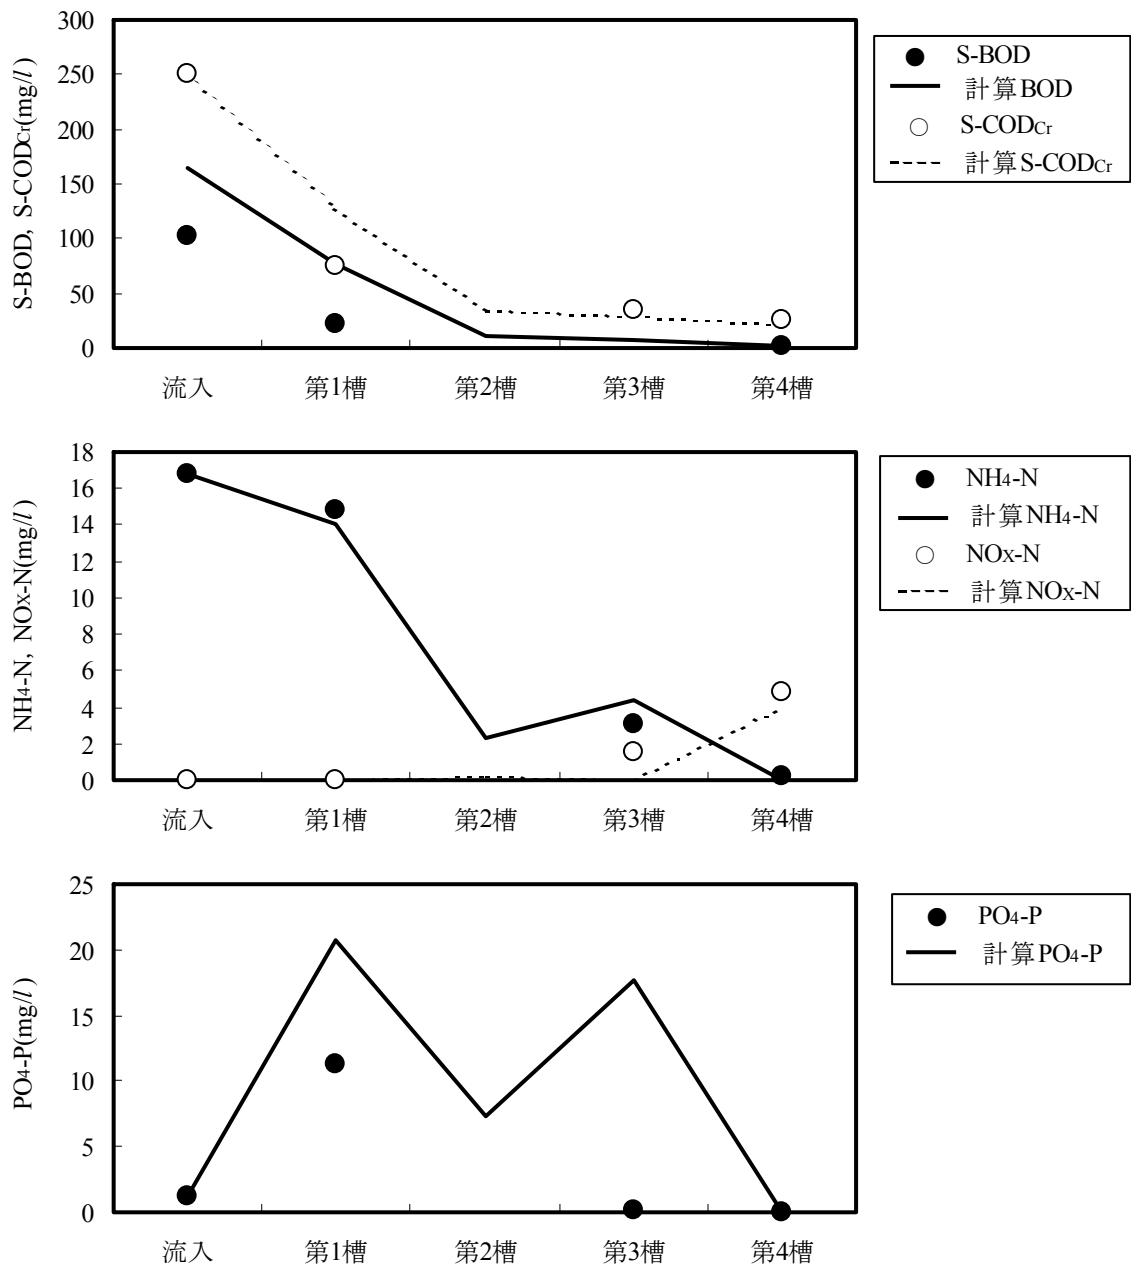 S-BOD, S-CODCr(mg/l)
300
250
200
150
100
50
0
流入 第1槽 第2槽 第3槽 第4槽
S-BOD
計算BOD
S-CODCr
計算S-CODCr
NH4-N, NOX-N(mg/l)
18
16
14
12
10
8
6
4
2
0
流入 第1槽 第2槽 第3槽 第4槽
NH4-N
計算NH4-N
NOX-N
計算NOX-N
PO4-P(mg/l)
25
20
15
10
5
0
流入 第1槽 第2槽 第3槽 第4槽
PO4-P
計算PO4-P